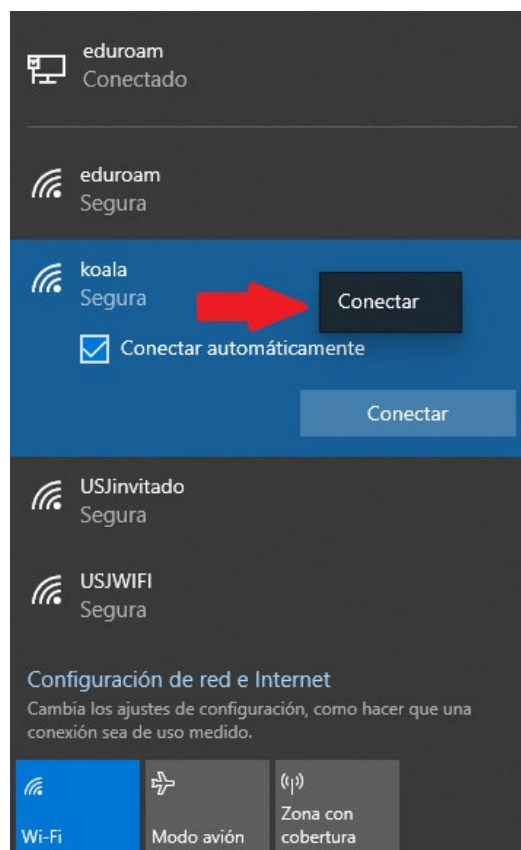 eduroam
Conectado
eduroam
Segura
koala
Segura
Conectar
Conectar automáticamente
Conectar
USJinvitado
Segura
USJWIFI
Segura
Configuración de red e Internet
Cambia los ajustes de configuración, como hacer que una
conexión sea de uso medido.
Wi-Fi
Modo avión
Zona con
cobertura